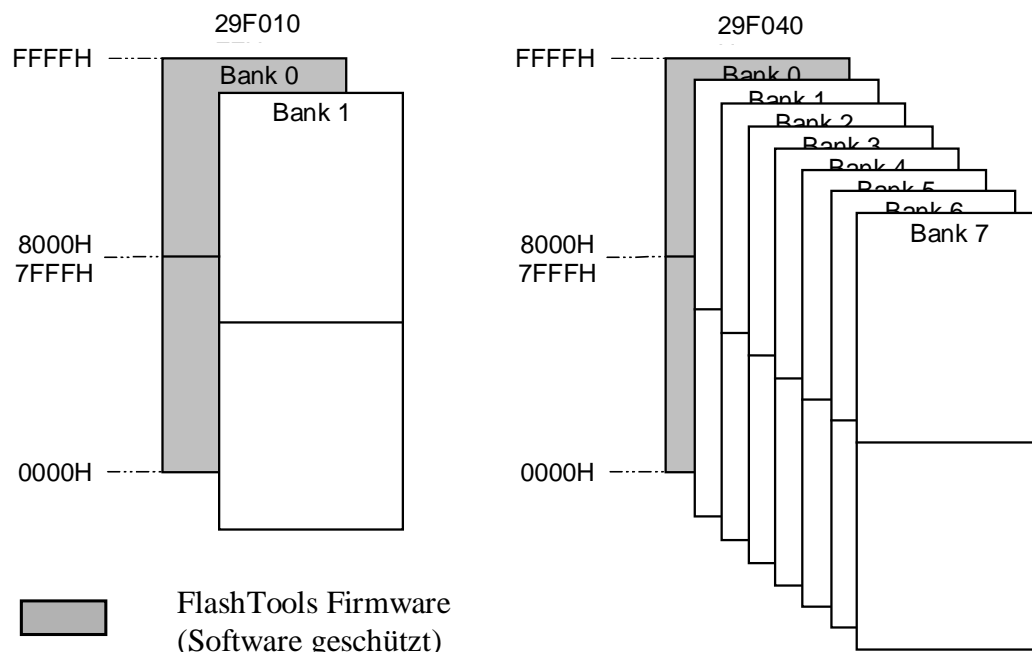 29F010
FFFFH
Bank 0
Bank 1
8000H
7FFFH
0000H
29F040
FFFFH
Bank 0
Bank 1
Bank 2
Bank 3
Bank 4
Bank 5
Bank 6
Bank 7
8000H
7FFFH
0000H
FlashTools Firmware
(Software geschützt)